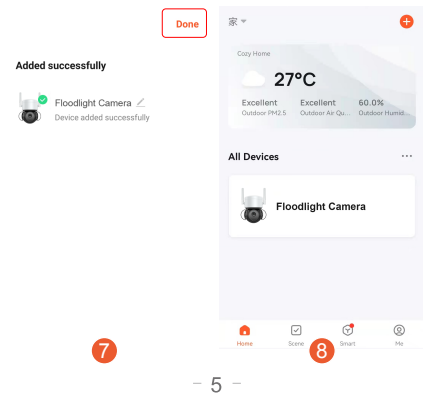 Done
Added successfully
Floodlight Camera
Device added successfully
7
家
Cozy Home
27°C
Excellent Excellent 60.0%
Outdoor PM2.5 Outdoor Air Qu... Outdoor Humid...
All Devices ...
Floodlight Camera
Home Scene Smart Me
8
- 5 -